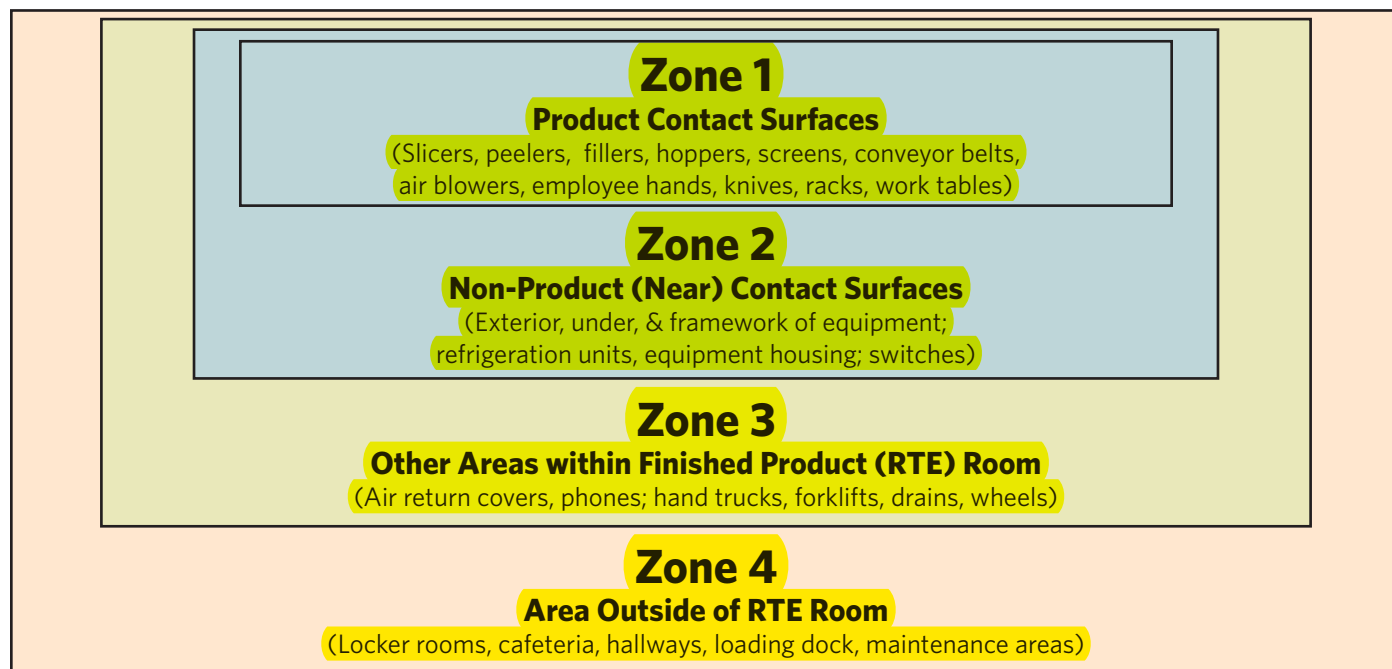 Zone 1
Product Contact Surfaces
(Slicers, peelers, fillers, hoppers, screens, conveyor belts,
air blowers, employee hands, knives, racks, work tables)
Zone 2
Non-Product (Near) Contact Surfaces
(Exterior, under, & framework of equipment;
refrigeration units, equipment housing; switches)
Zone 3
Other Areas within Finished Product (RTE) Room
(Air return covers, phones; hand trucks, forklifts, drains, wheels)
Zone 4
Area Outside of RTE Room
(Locker rooms, cafeteria, hallways, loading dock, maintenance areas)